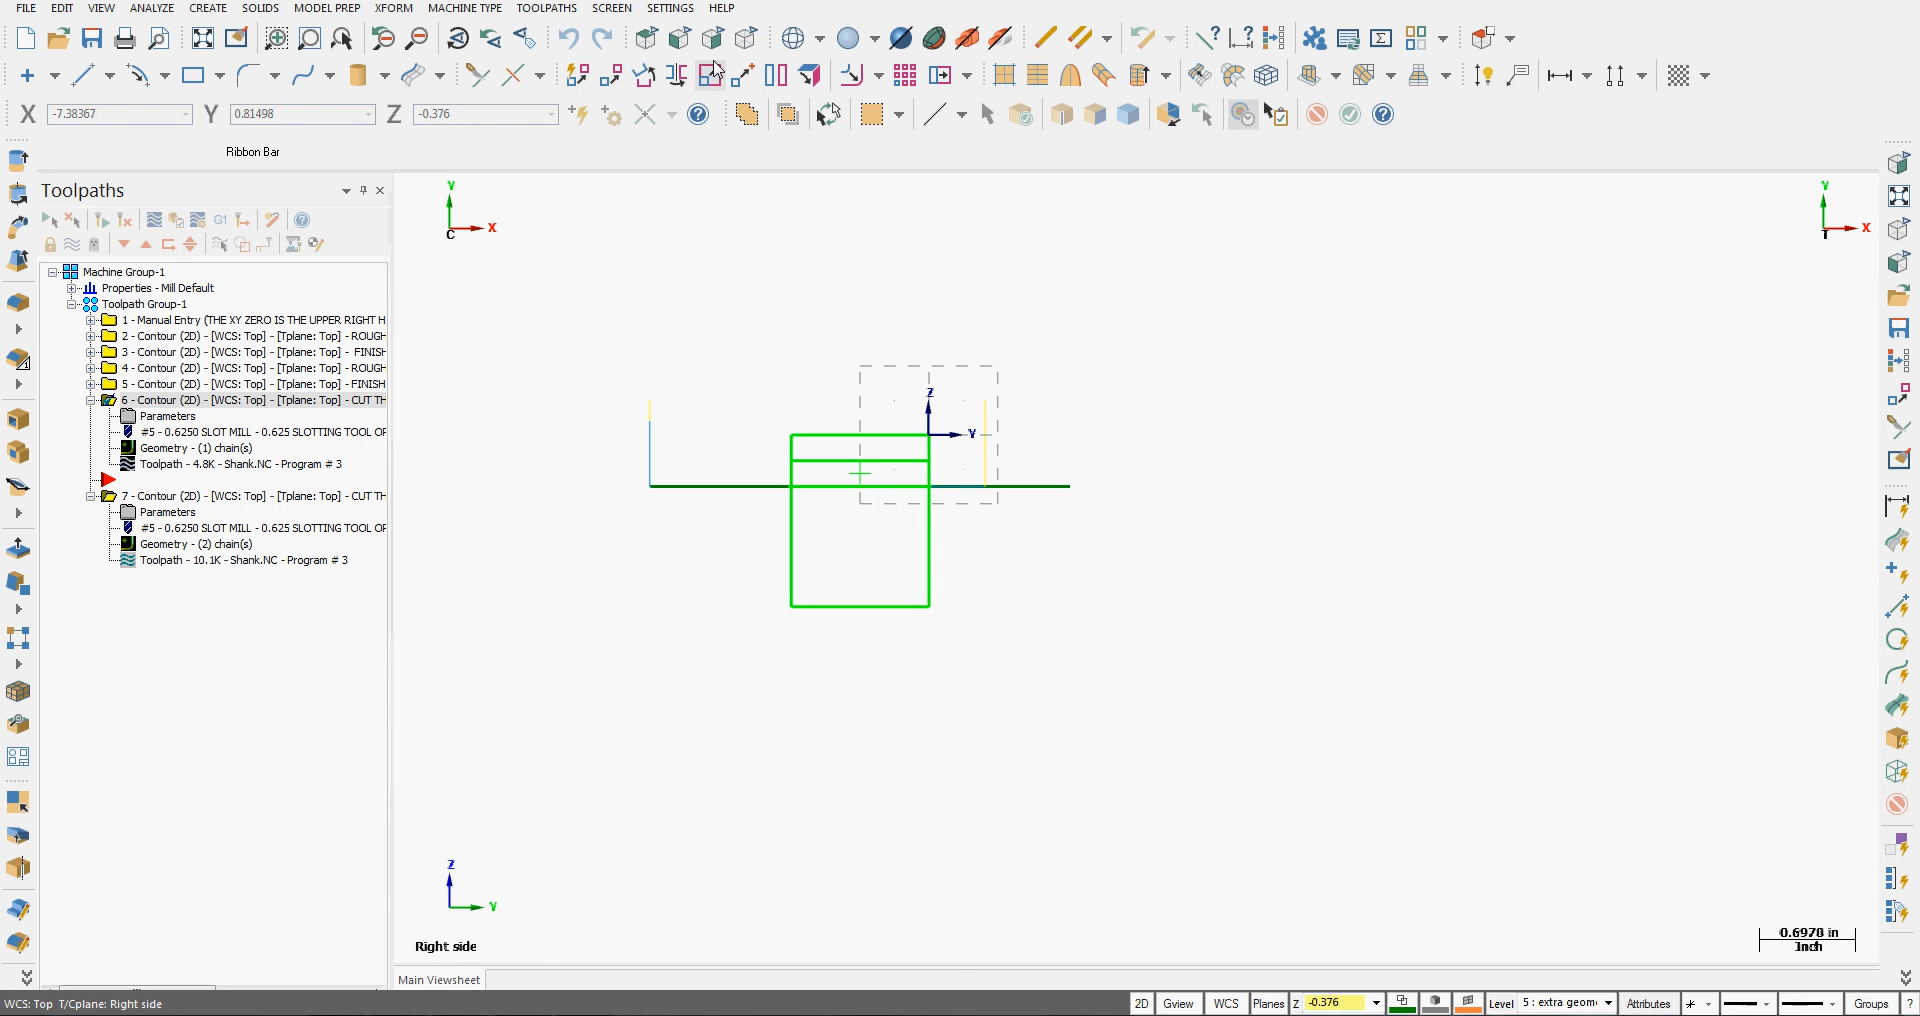 FILE EDIT VIEW ANALYZE CREATE SOLIDS MODEL PREP XFORM MACHINE TYPE TOOLPATHS SCREEN SETTINGS HELP
X -7.38367 Y 0.81498 Z -0.376
Ribbon Bar
Toolpaths
G1
Machine Group-1
Properties - Mill Default
Toolpath Group-1
1 - Manual Entry (THE XY ZERO IS THE UPPER RIGHT H
2 - Contour (2D) - [WCS: Top] - [Tplane: Top] - ROUGH
3 - Contour (2D) - [WCS: Top] - [Tplane: Top] - FINISH
4 - Contour (2D) - [WCS: Top] - [Tplane: Top] - ROUGH
5 - Contour (2D) - [WCS: Top] - [Tplane: Top] - FINISH
6 - Contour (2D) - [WCS: Top] - [Tplane: Top] - CUT TH
Parameters
#5 - 0.6250 SLOT MILL - 0.625 SLOTTING TOOL OF
Geometry - (1) chain(s)
Toolpath - 4.8K - Shank.NC - Program # 3
7 - Contour (2D) - [WCS: Top] - [Tplane: Top] - CUT TH
Parameters
#5 - 0.6250 SLOT MILL - 0.625 SLOTTING TOOL OF
Geometry - (2) chain(s)
Toolpath - 10.1K - Shank.NC - Program # 3
Y
X
C
Y
X
T
Z
Y
Z
Y
Right side
0.6978 in
Inch
Main Viewsheet
WCS: Top T/Cplane: Right side
2D Gview WCS Planes Z -0.376 Level 5 : extra geom Attributes Groups ?